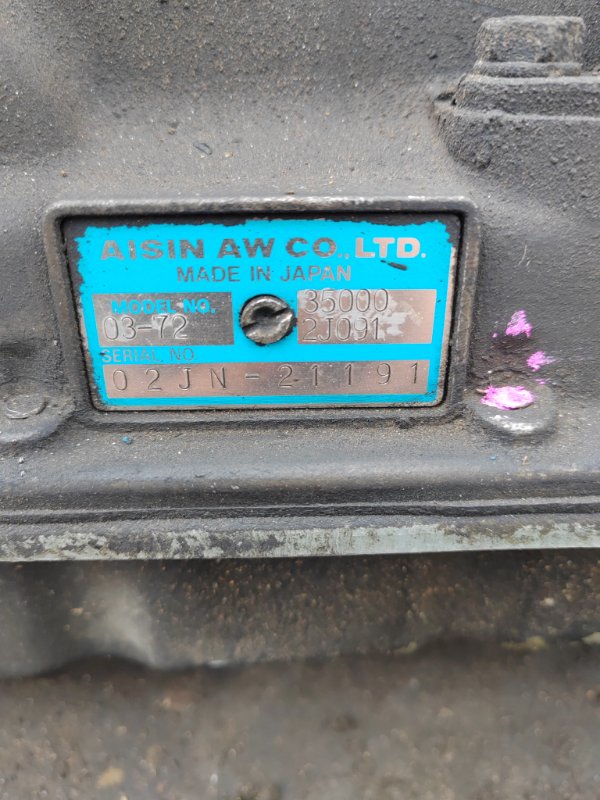 AISIN AW CO., LTD.
MADE IN JAPAN
MODEL NO.
03-72
35000
2J091
SERIAL NO
02JN-21191